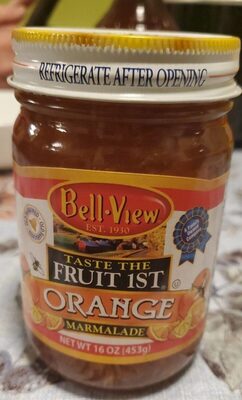 REFRIGERATE AFTER OPENING
Bell·View
EST. 1930
TASTE THE
FRUIT 1ST
ORANGE
MARMALADE
NET WT 16 OZ (453g)